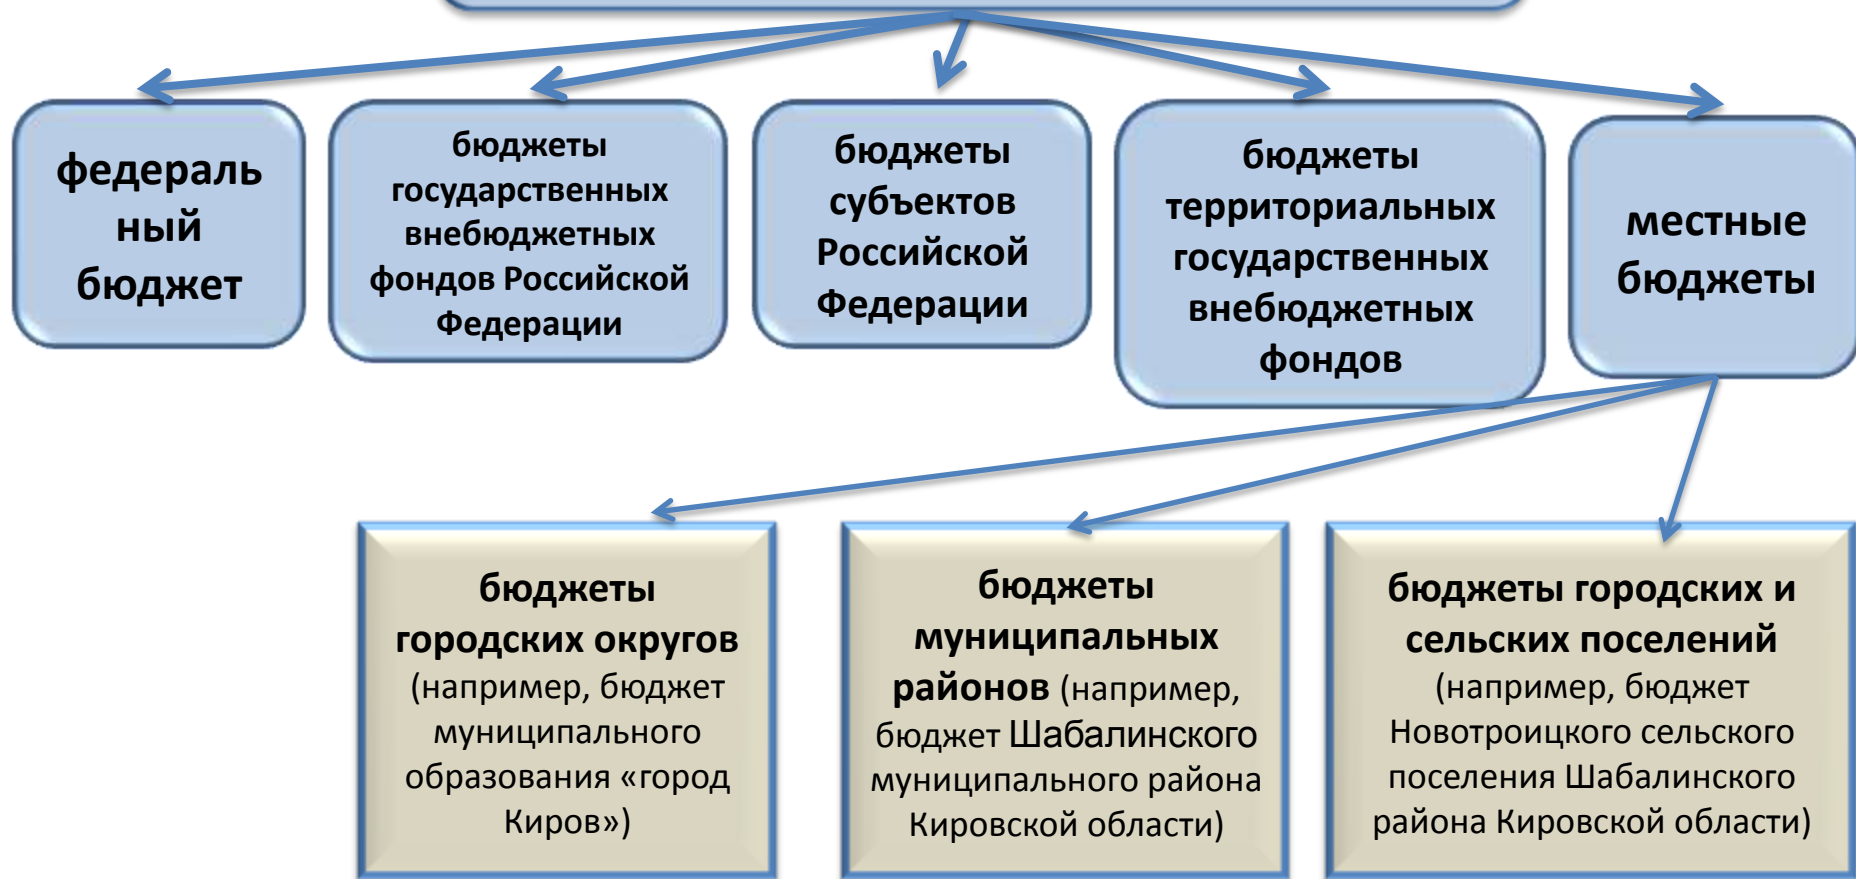 федераль
ный
бюджет
бюджеты
государственных
внебюджетных
фондов Российской
Федерации
бюджеты
субъектов
Российской
Федерации
бюджеты
территориальных
государственных
внебюджетных
фондов
местные
бюджеты
бюджеты
городских округов
(например, бюджет
муниципального
образования «город
Киров»)
бюджеты
муниципальных
районов (например,
бюджет Шабалинского
муниципального района
Кировской области)
бюджеты городских и
сельских поселений
(например, бюджет
Новотроицкого сельского
поселения Шабалинского
района Кировской области)